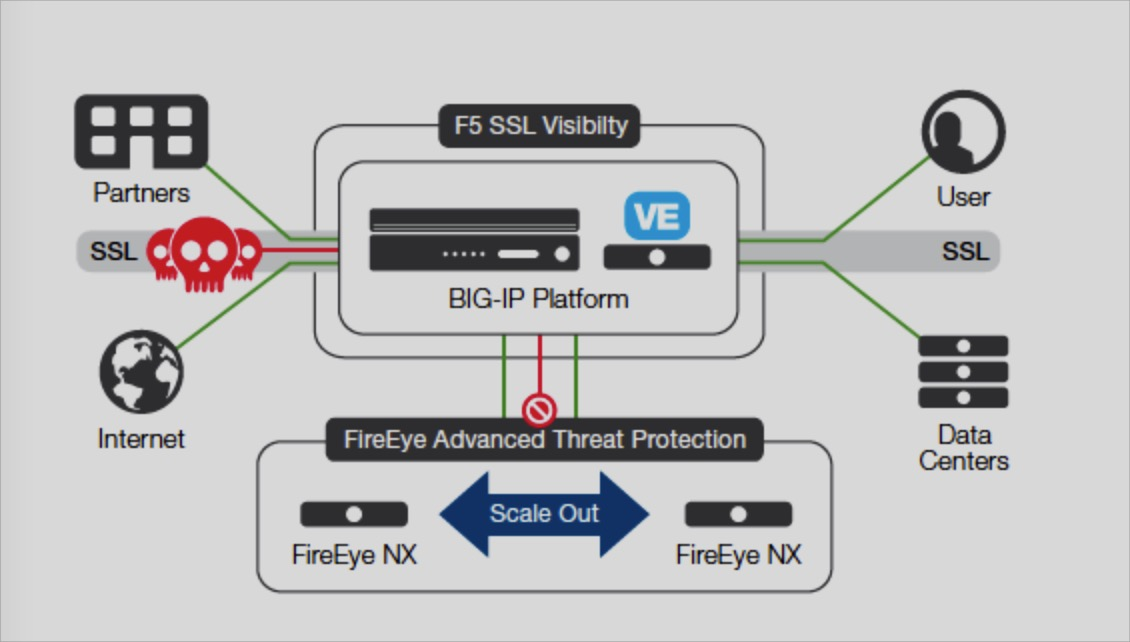 F5 SSL Visibilty
Partners
User
SSL
VE
SSL
BIG-IP Platform
Internet
Data
Centers
FireEye Advanced Threat Protection
Scale Out
FireEye NX
FireEye NX